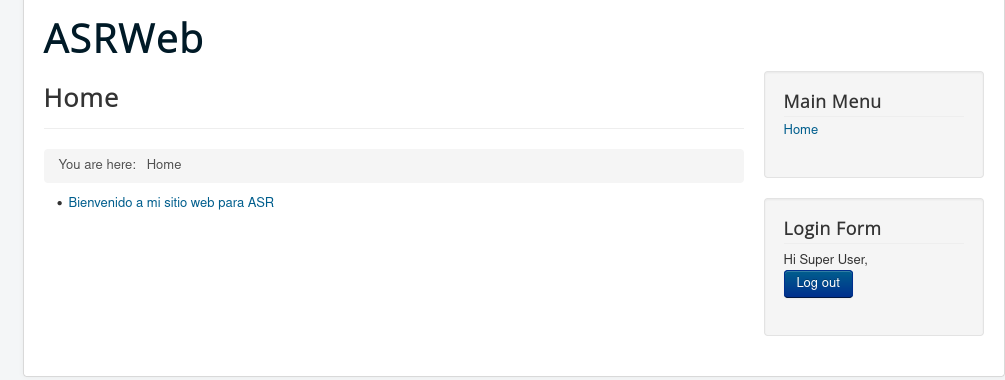 ASRWeb
Home
You are here: Home
Bienvenido a mi sitio web para ASR
Main Menu
Home
Login Form
Hi Super User,
Log out